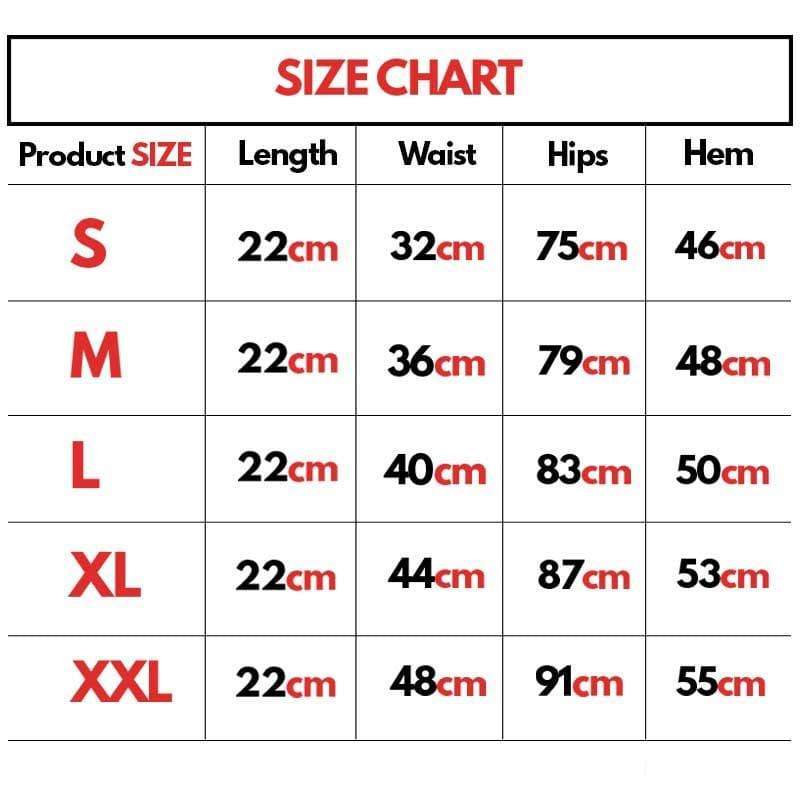 SIZE CHART
Product SIZE Length Waist Hips Hem
S 22cm 32cm 75cm 46cm
M 22cm 36cm 79cm 48cm
L 22cm 40cm 83cm 50cm
XL 22cm 44cm 87cm 53cm
XXL 22cm 48cm 91cm 55cm